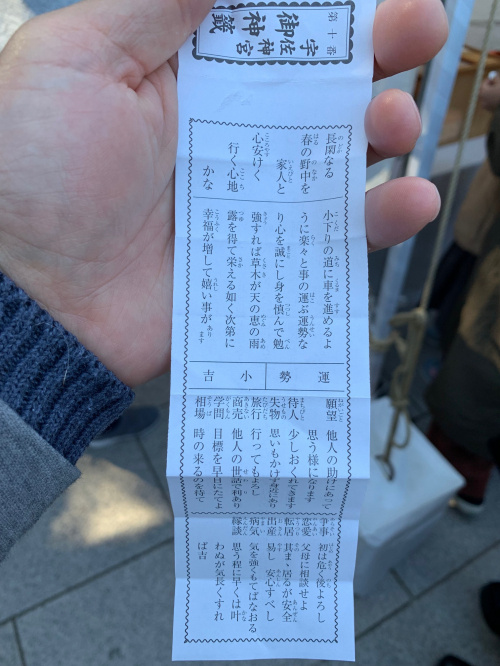 第十番
御神籤
宇佐神宮
長閑なる
春の野中を
家人と
心安けく
行く心地
かな
小下りの道に車を進めるよ
うに楽々と事の運ぶ運勢な
り心を誠にし身を慎んで勉
強すれば草木が天の恵の雨
露を得て栄える如く次第に
幸福が増して嬉い事があります
運勢 小吉
願望 他人の助けにあって
思う様になります
待人 少しおくれてきます
失物 思いもかけず身近にあり
旅行 行ってもよろし
商売 他人の世話で利あり
学問 目標を早目にたてよ
相場 時の来るのを待て
争事 初は危く後よろし
恋愛 父母に相談せよ
転居 其まゝ居るが安全
出産 易し 安心すべし
病気 気を強くもてばなおる
縁談 思う程に早くは叶
わぬが気長くすれ
ば吉